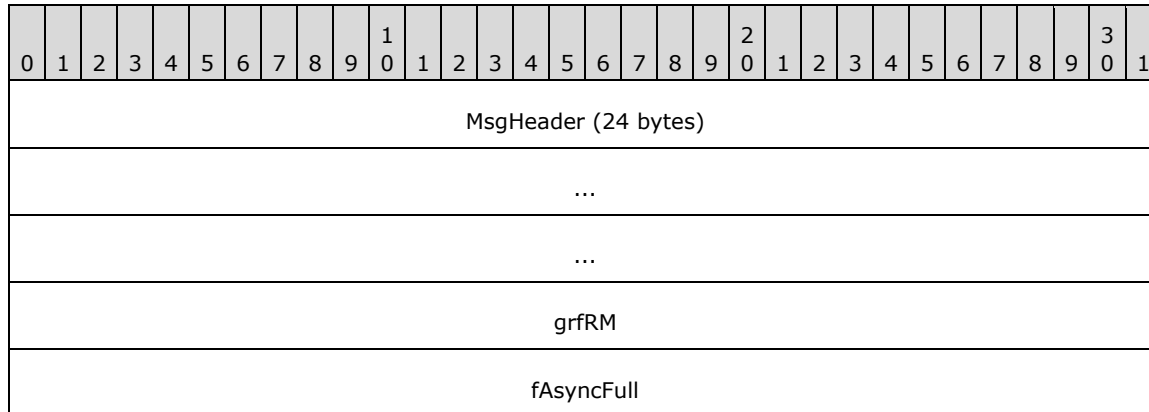 1 2 3
0 1 2 3 4 5 6 7 8 9 0 1 2 3 4 5 6 7 8 9 0 1 2 3 4 5 6 7 8 9 0 1
MsgHeader (24 bytes)
...
...
grfRM
fAsyncFull